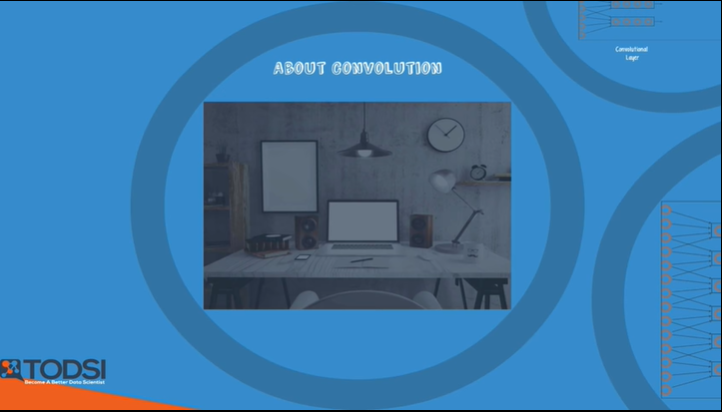 ABOUT CONVOLUTION
Convolutional
Layer
TODSI
Become A Better Data Scientist